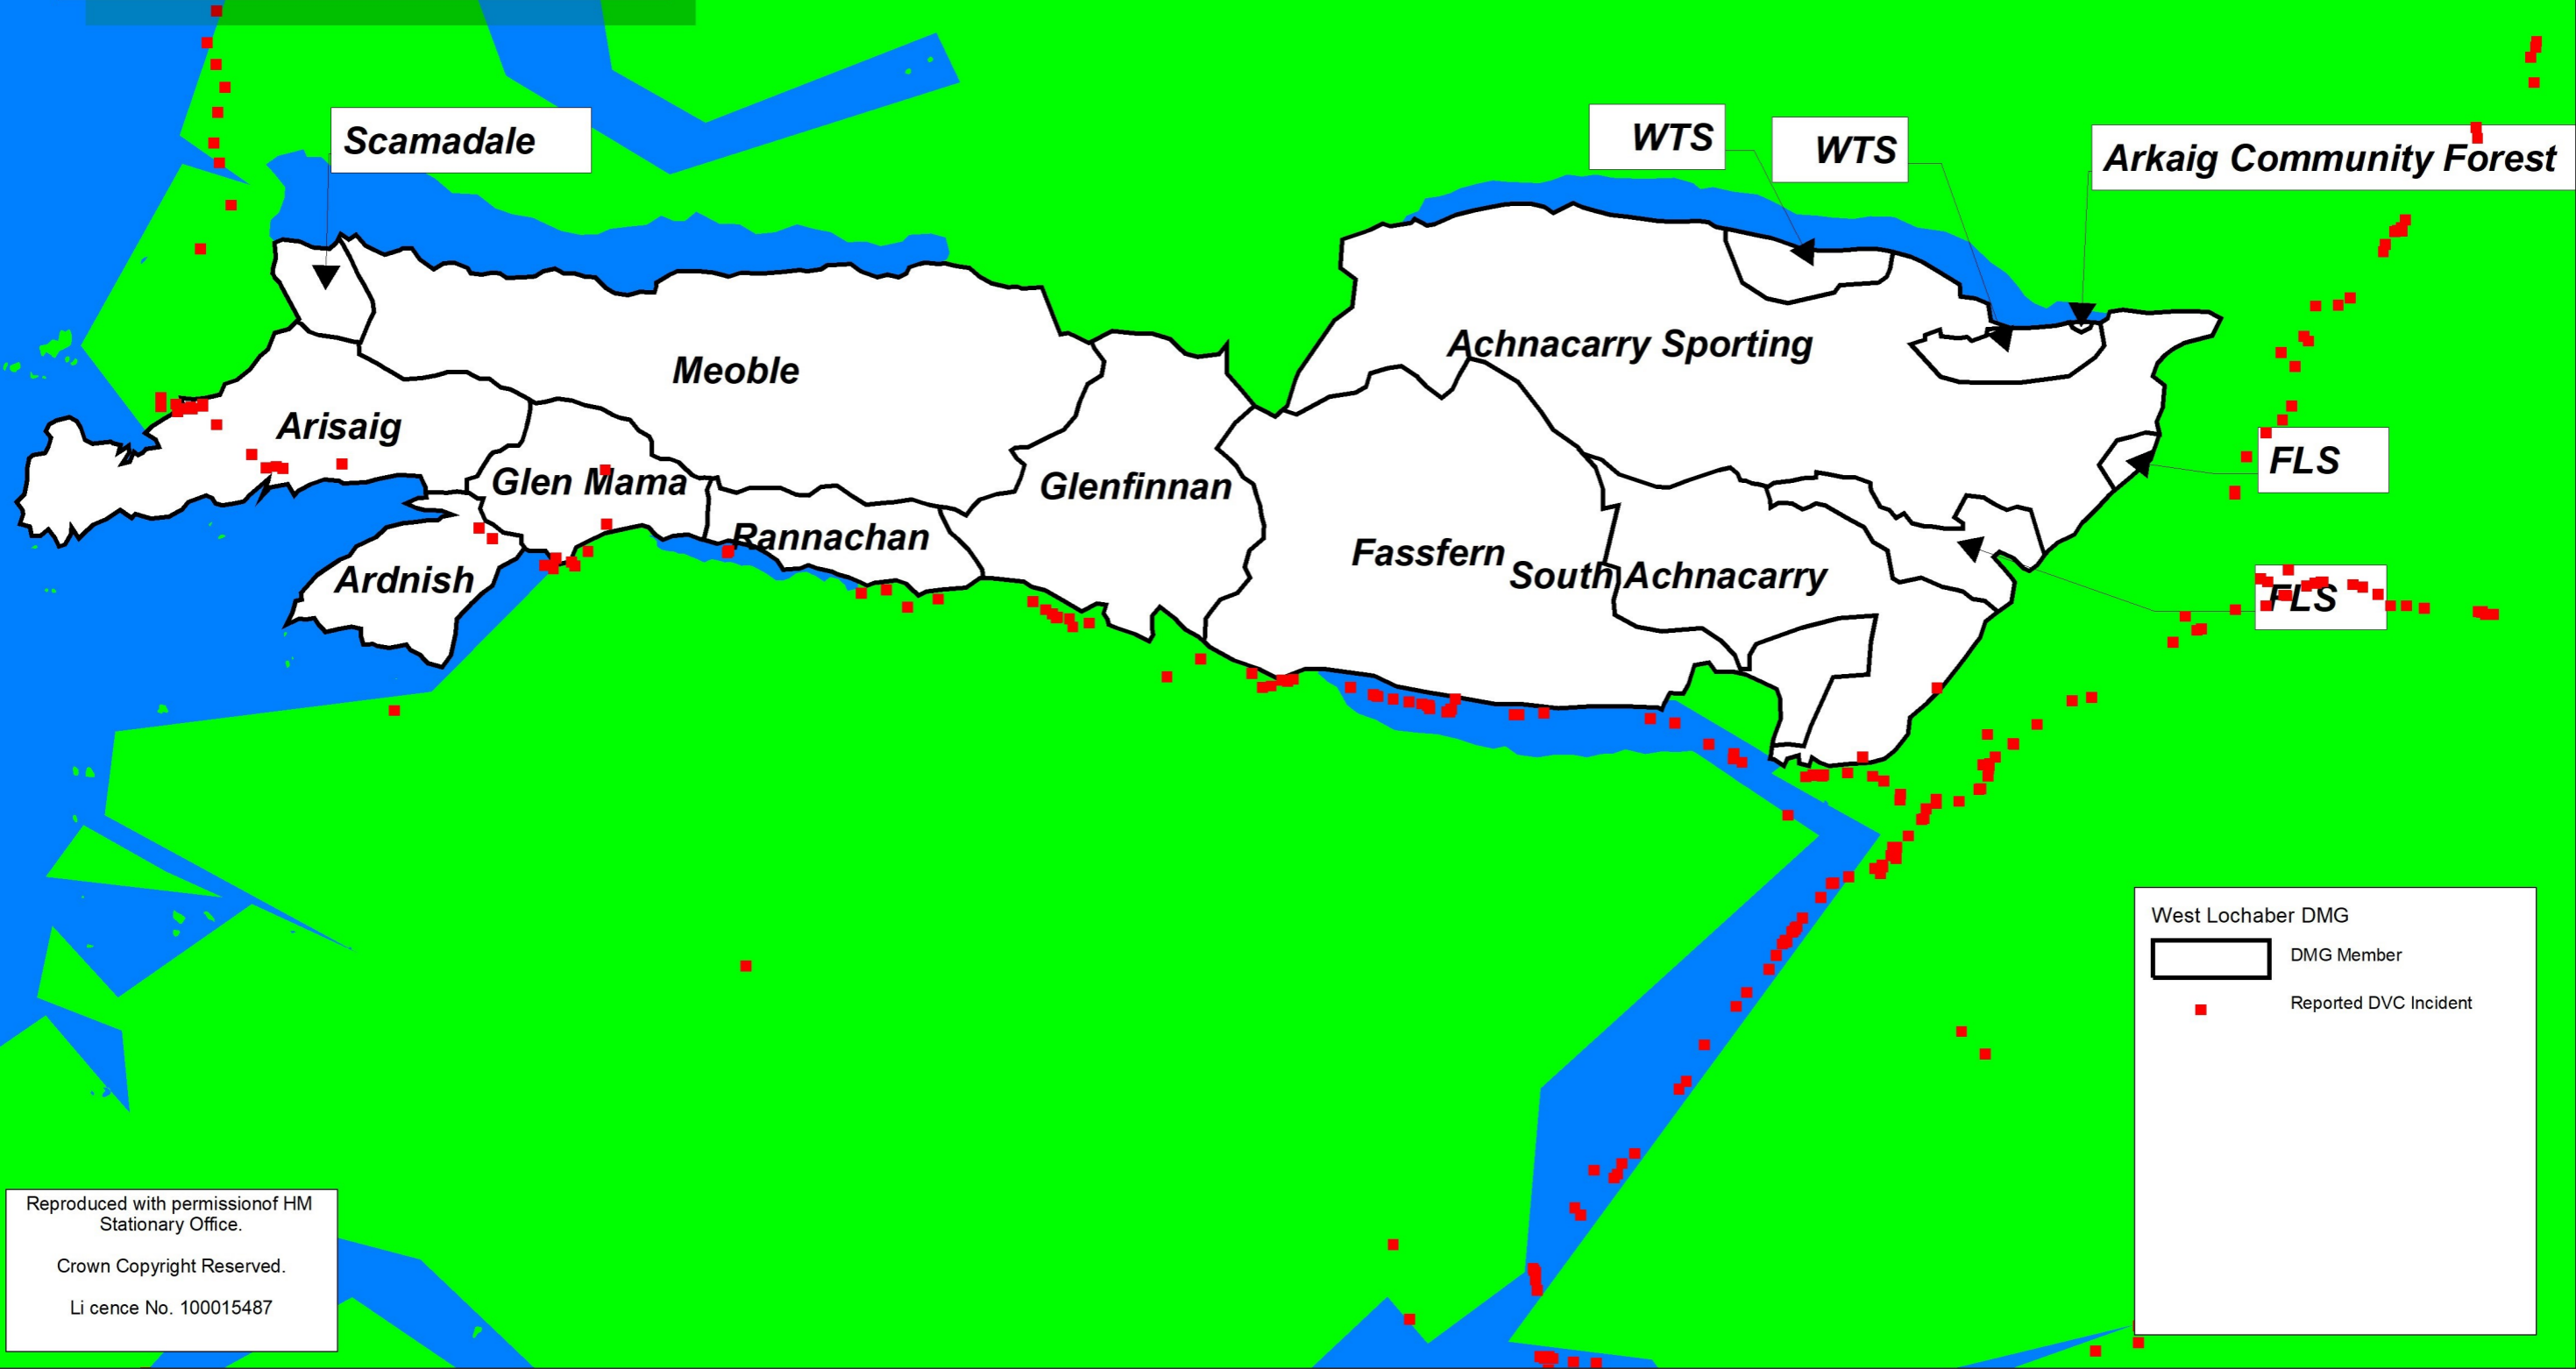 Scamadale
WTS
WTS
Arkaig Community Forest
Achnacarry Sporting
Meoble
Arisaig
FLS
Glen Mama
Glenfinnan
Rannachan
Fassfern
South Achnacarry
Ardnish
FLS
West Lochaber DMG
DMG Member
Reported DVC Incident
Reproduced with permissionof HM
Stationary Office.
Crown Copyright Reserved.
Li cence No. 100015487